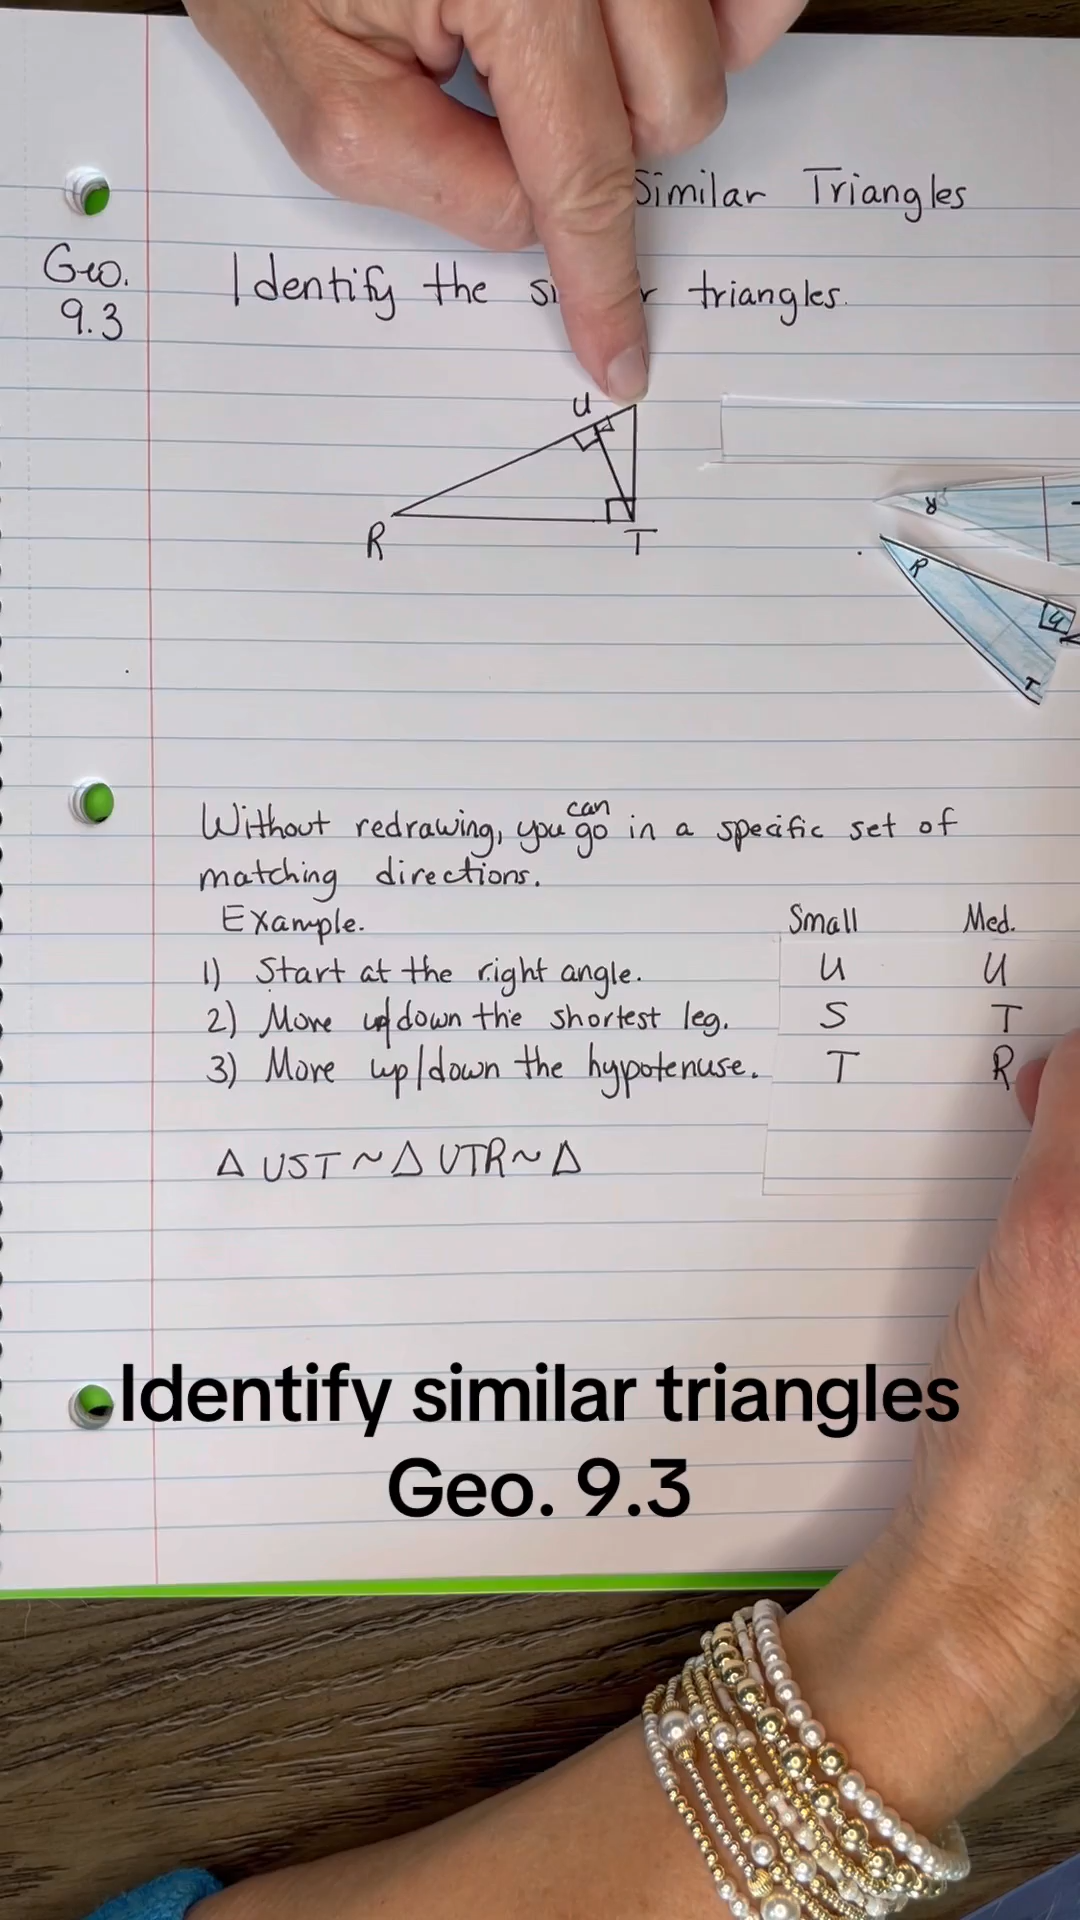 Similar Triangles
Geo.
9.3
Identify the si r triangles.
U
R
T
R
R
U
T
Without redrawing, you can go in a specific set of
matching directions.
Example.
Small Med.
1) Start at the right angle. U U
2) Move up/down the shortest leg. S T
3) Move up/down the hypotenuse. T R
△ UST ~ △ UTR ~ △
Identify similar triangles
Geo. 9.3